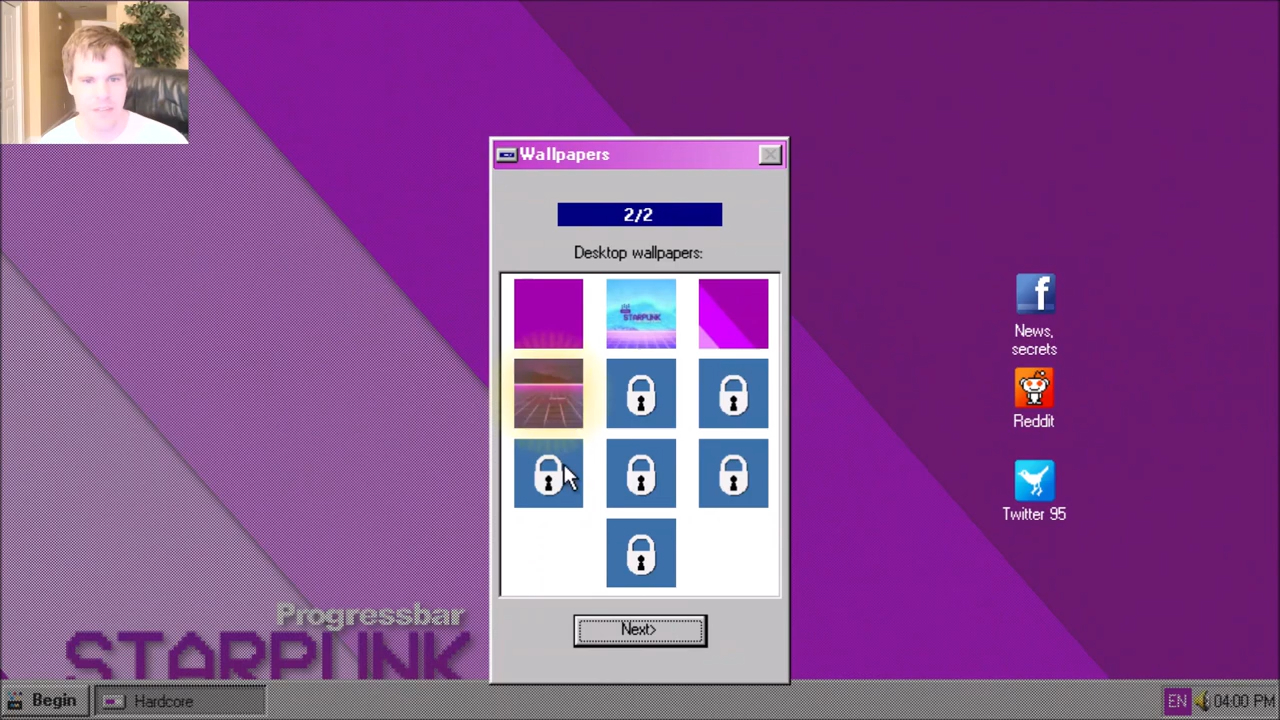 Wallpapers
2/2
Desktop wallpapers:
STARPUNK
Next>
News,
secrets
Reddit
Twitter 95
Progressbar
STARPUNK
Begin
Hardcore
EN
04:00 PM